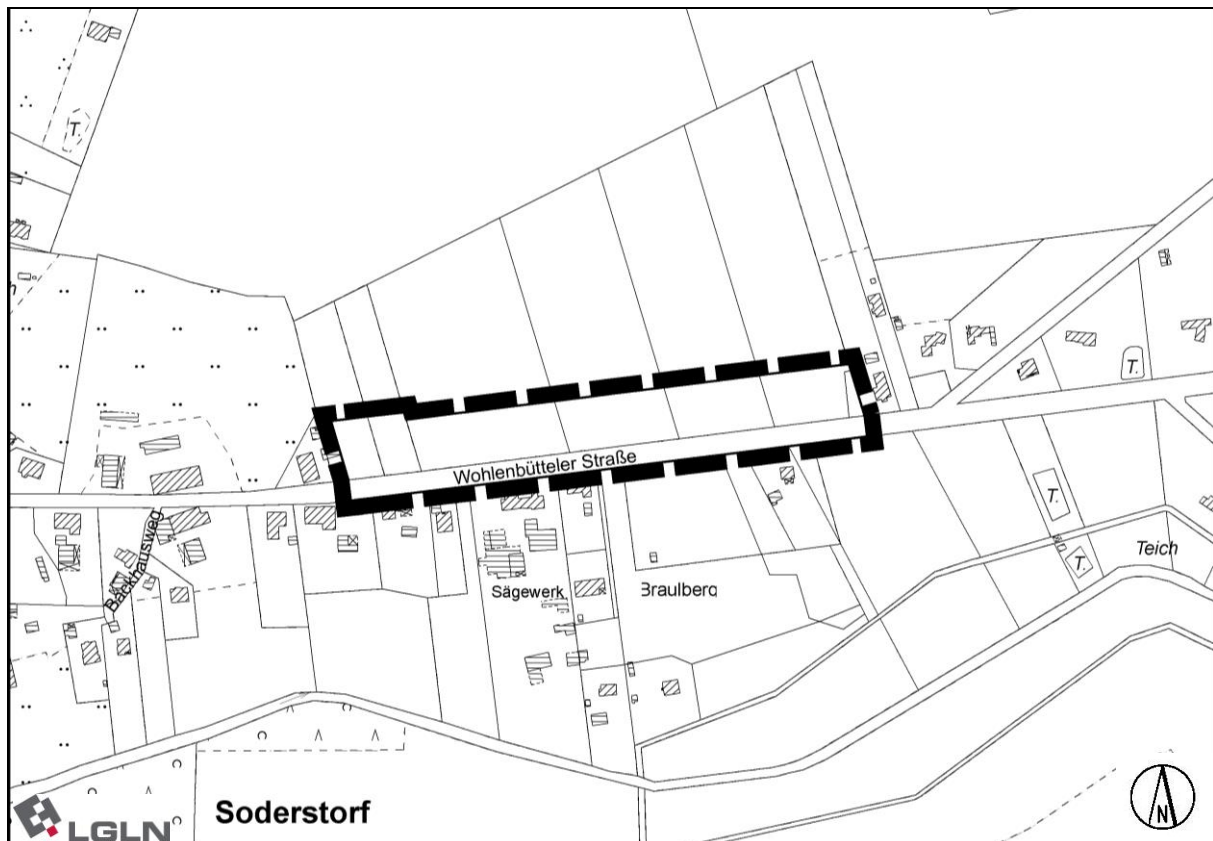 T.
h
Wohlenbütteler Straße
T.
Backhausweg
T.
Sägewerk
Braulberg
Teich
T.
Soderstorf
LGLN
N